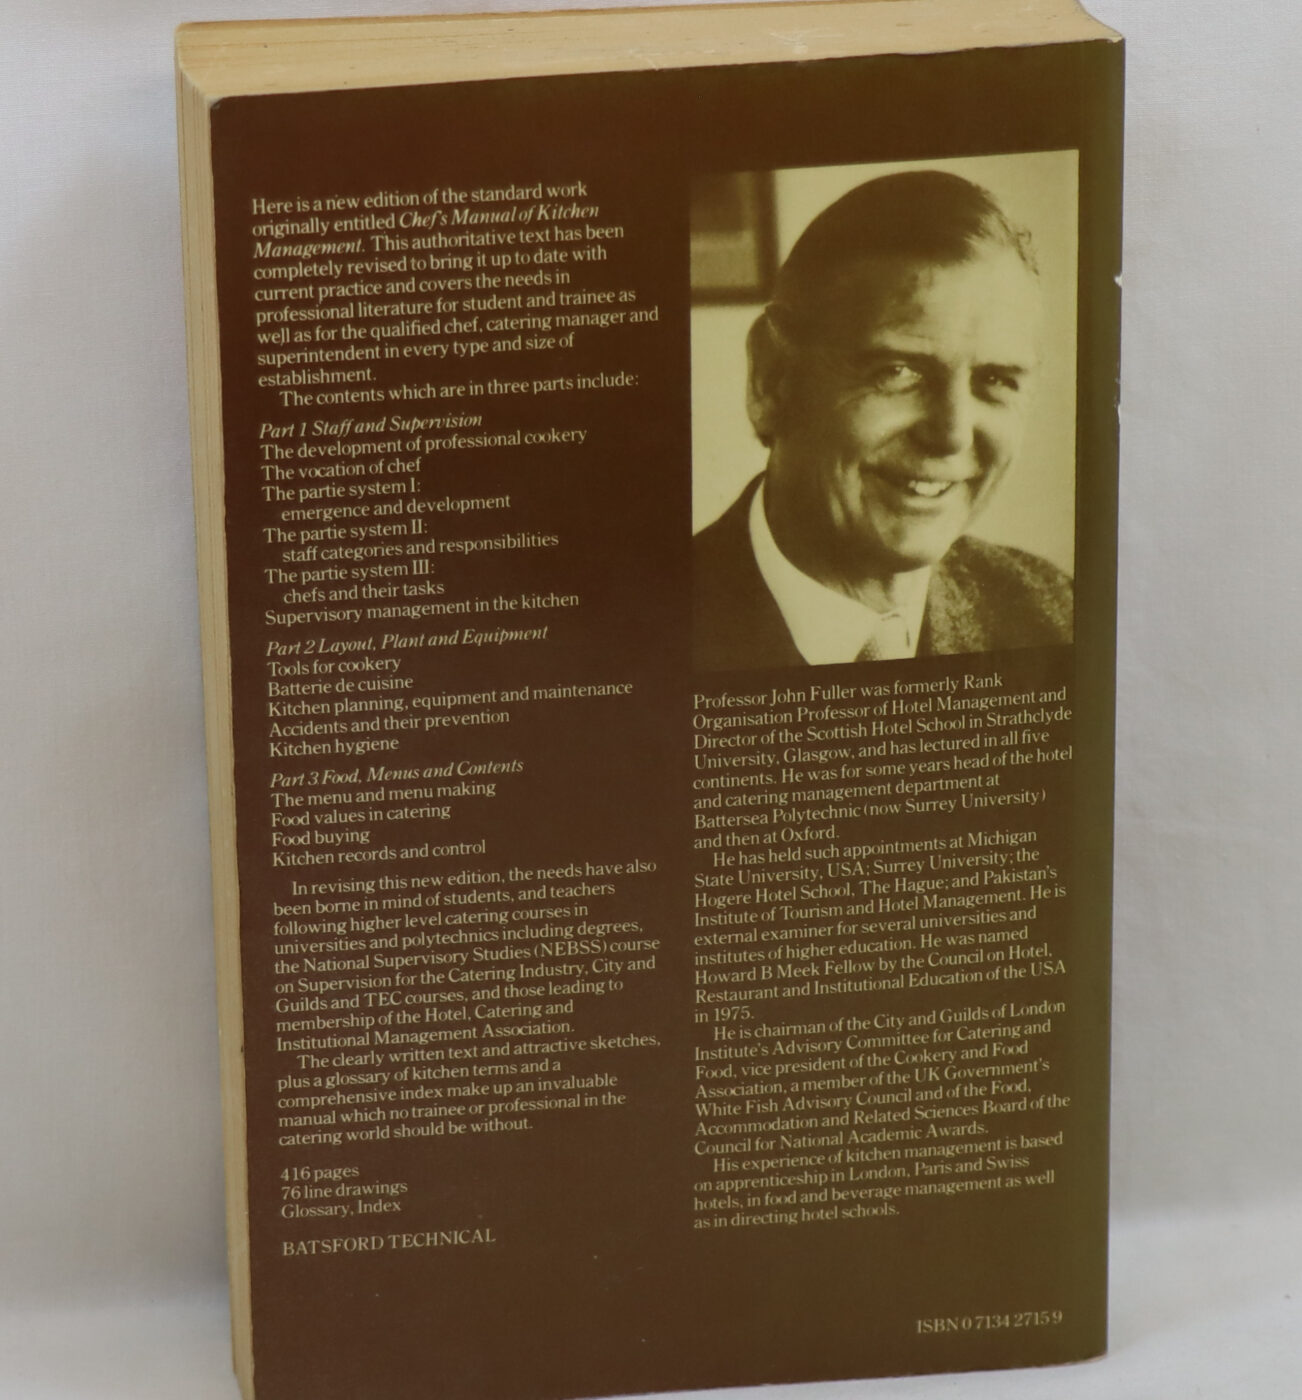 Here is a new edition of the standard work
originally entitled Chef's Manual of Kitchen
Management. This authoritative text has been
completely revised to bring it up to date with
current practice and covers the needs in
professional literature for student and trainee as
well as for the qualified chef, catering manager and
superintendent in every type and size of
establishment.
The contents which are in three parts include:
Part 1 Staff and Supervision
The development of professional cookery
The vocation of chef
The partie system I:
emergence and development
The partie system II:
staff categories and responsibilities
The partie system III:
chefs and their tasks
Supervisory management in the kitchen
Part 2 Layout, Plant and Equipment
Tools for cookery
Batterie de cuisine
Kitchen planning, equipment and maintenance
Accidents and their prevention
Kitchen hygiene
Part 3 Food, Menus and Contents
The menu and menu making
Food values in catering
Food buying
Kitchen records and control
In revising this new edition, the needs have also
been borne in mind of students, and teachers
following higher level catering courses in
universities and polytechnics including degrees,
the National Supervisory Studies (NEBSS) course
on Supervision for the Catering Industry, City and
Guilds and TEC courses, and those leading to
membership of the Hotel, Catering and
Institutional Management Association.
The clearly written text and attractive sketches,
plus a glossary of kitchen terms and a
comprehensive index make up an invaluable
manual which no trainee or professional in the
catering world should be without.
416 pages
76 line drawings
Glossary, Index
BATSFORD TECHNICAL
Professor John Fuller was formerly Rank
Organisation Professor of Hotel Management and
Director of the Scottish Hotel School in Strathclyde
University, Glasgow, and has lectured in all five
continents. He was for some years head of the hotel
and catering management department at
Battersea Polytechnic (now Surrey University)
and then at Oxford.
He has held such appointments at Michigan
State University, USA; Surrey University; the
Hogere Hotel School, The Hague; and Pakistan's
Institute of Tourism and Hotel Management. He is
external examiner for several universities and
institutes of higher education. He was named
Howard B Meek Fellow by the Council on Hotel,
Restaurant and Institutional Education of the USA
in 1975.
He is chairman of the City and Guilds of London
Institute's Advisory Committee for Catering and
Food, vice president of the Cookery and Food
Association, a member of the UK Government's
White Fish Advisory Council and of the Food,
Accommodation and Related Sciences Board of the
Council for National Academic Awards.
His experience of kitchen management is based
on apprenticeship in London, Paris and Swiss
hotels, in food and beverage management as well
as in directing hotel schools.
ISBN 0 7134 2715 9